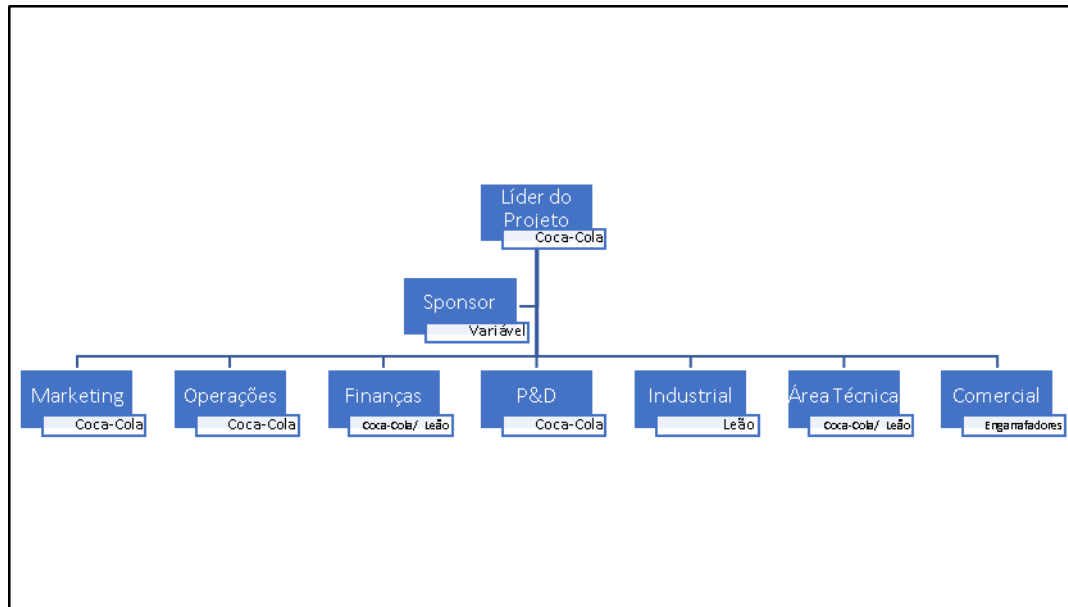 Líder do
Projeto
Coca-Cola
Sponsor
Variável
Marketing
Coca-Cola
Operações
Coca-Cola
Finanças
Coca-Cola/ Leão
P&D
Coca-Cola
Industrial
Leão
Área Técnica
Coca-Cola/ Leão
Comercial
Engarrafadores